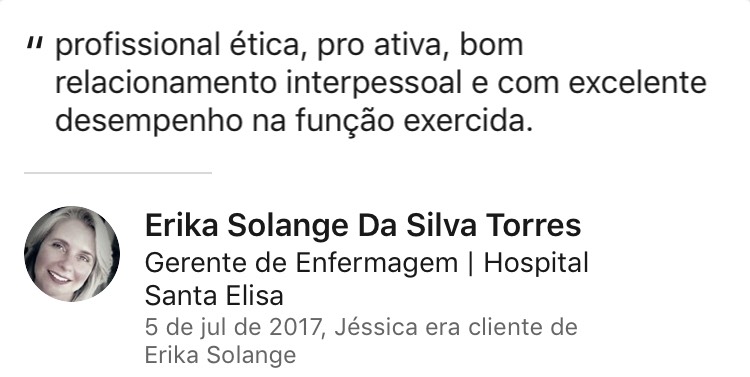 “ profissional ética, pro ativa, bom
relacionamento interpessoal e com excelente
desempenho na função exercida.
Erika Solange Da Silva Torres
Gerente de Enfermagem | Hospital
Santa Elisa
5 de jul de 2017, Jéssica era cliente de
Erika Solange